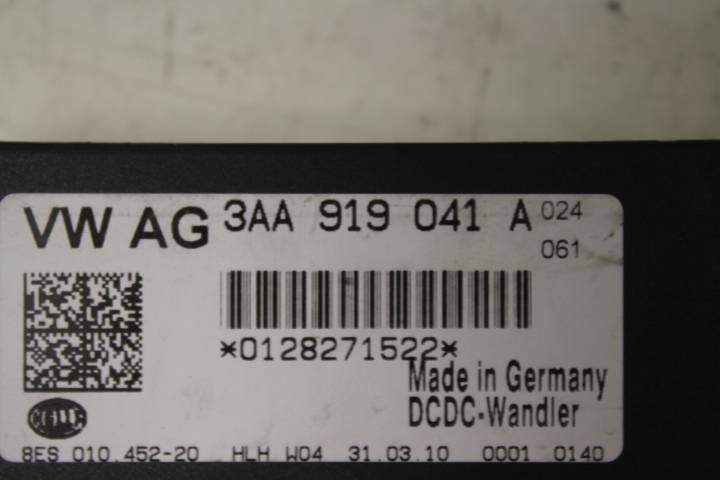 VW AG 3AA 919 041 A 024
061
*0128271522*
Made in Germany
DCDC-Wandler
8ES 010.452-20 HLH W04 31.03.10 0001 0140